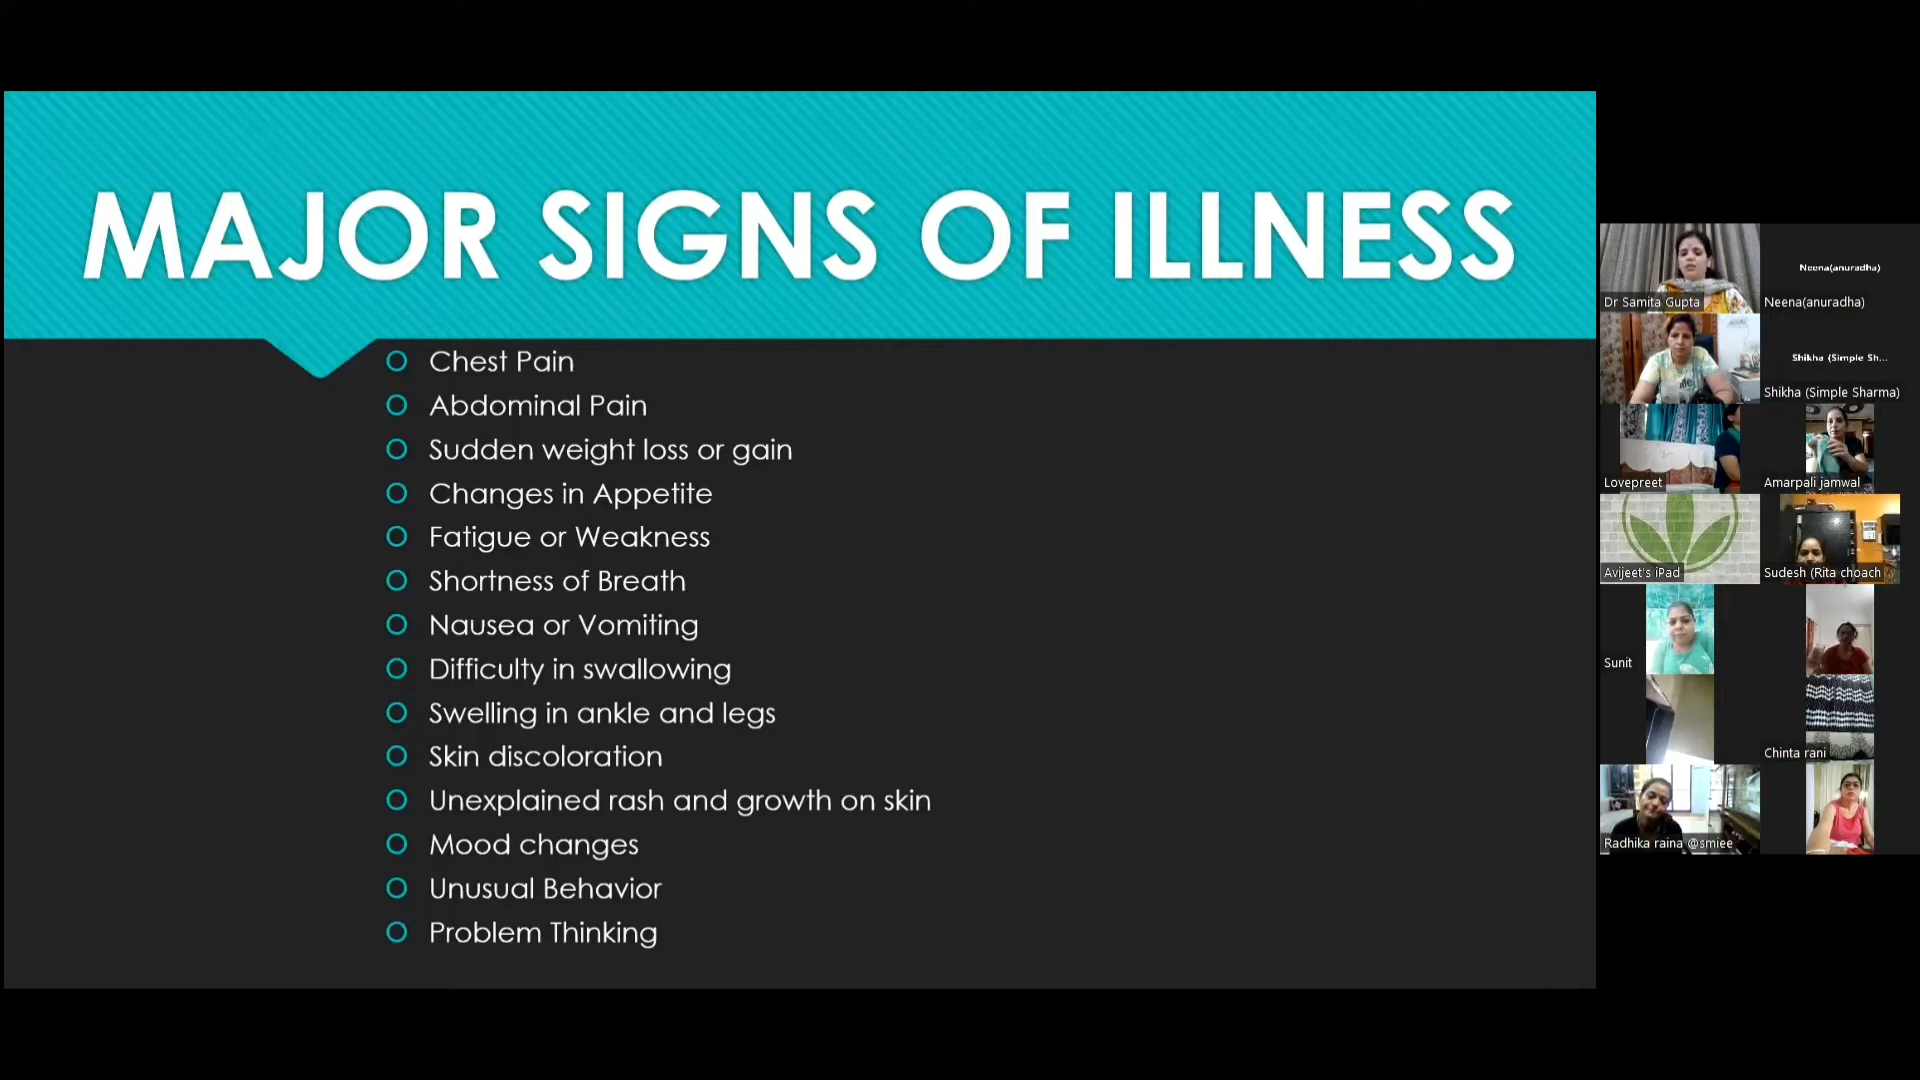 MAJOR SIGNS OF ILLNESS
Chest Pain
Abdominal Pain
Sudden weight loss or gain
Changes in Appetite
Fatigue or Weakness
Shortness of Breath
Nausea or Vomiting
Difficulty in swallowing
Swelling in ankle and legs
Skin discoloration
Unexplained rash and growth on skin
Mood changes
Unusual Behavior
Problem Thinking
Dr Samita Gupta
Neena(anuradha)
Neena(anuradha)
Shikha (Simple Sh...
Shikha (Simple Sharma)
Lovepreet
Amarpali jamwal
Avijeet's iPad
Sudesh (Rita choach
Sunit
Chinta rani
Radhika raina @smiee